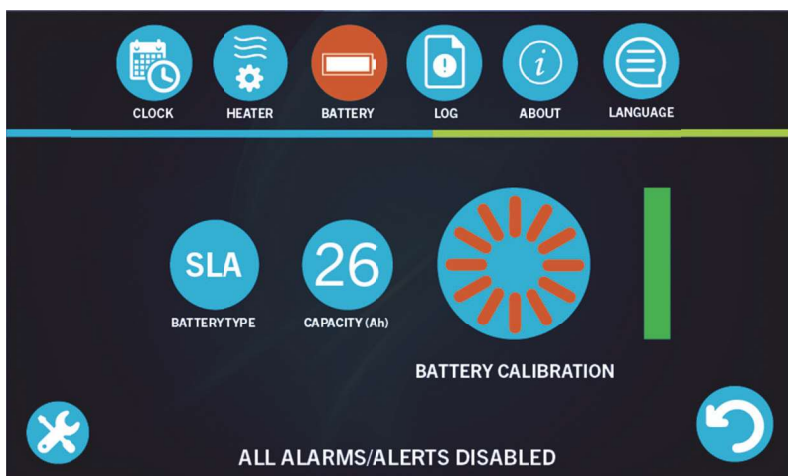 CLOCK HEATER BATTERY LOG ABOUT LANGUAGE
SLA 26
BATTERYTYPE CAPACITY (Ah)
BATTERY CALIBRATION
ALL ALARMS/ALERTS DISABLED